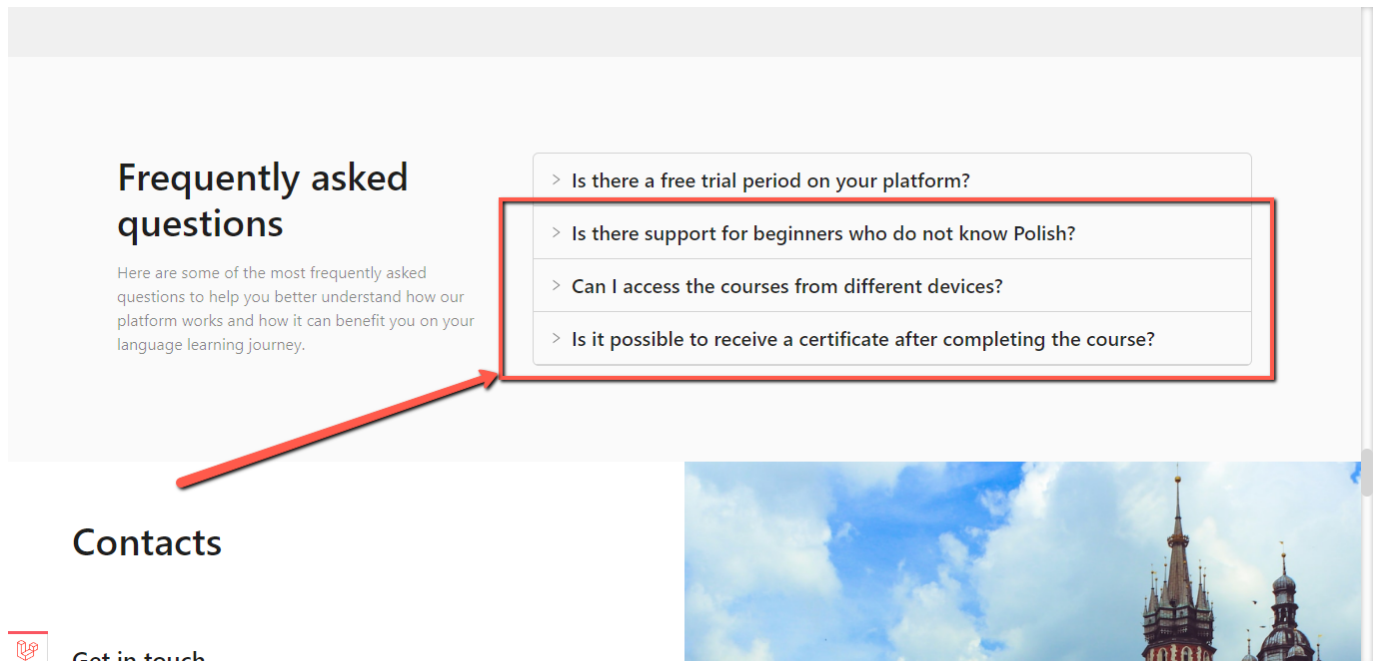 Frequently asked
questions
Here are some of the most frequently asked
questions to help you better understand how our
platform works and how it can benefit you on your
language learning journey.
Is there a free trial period on your platform?
Is there support for beginners who do not know Polish?
Can I access the courses from different devices?
Is it possible to receive a certificate after completing the course?
Contacts
Get in touch